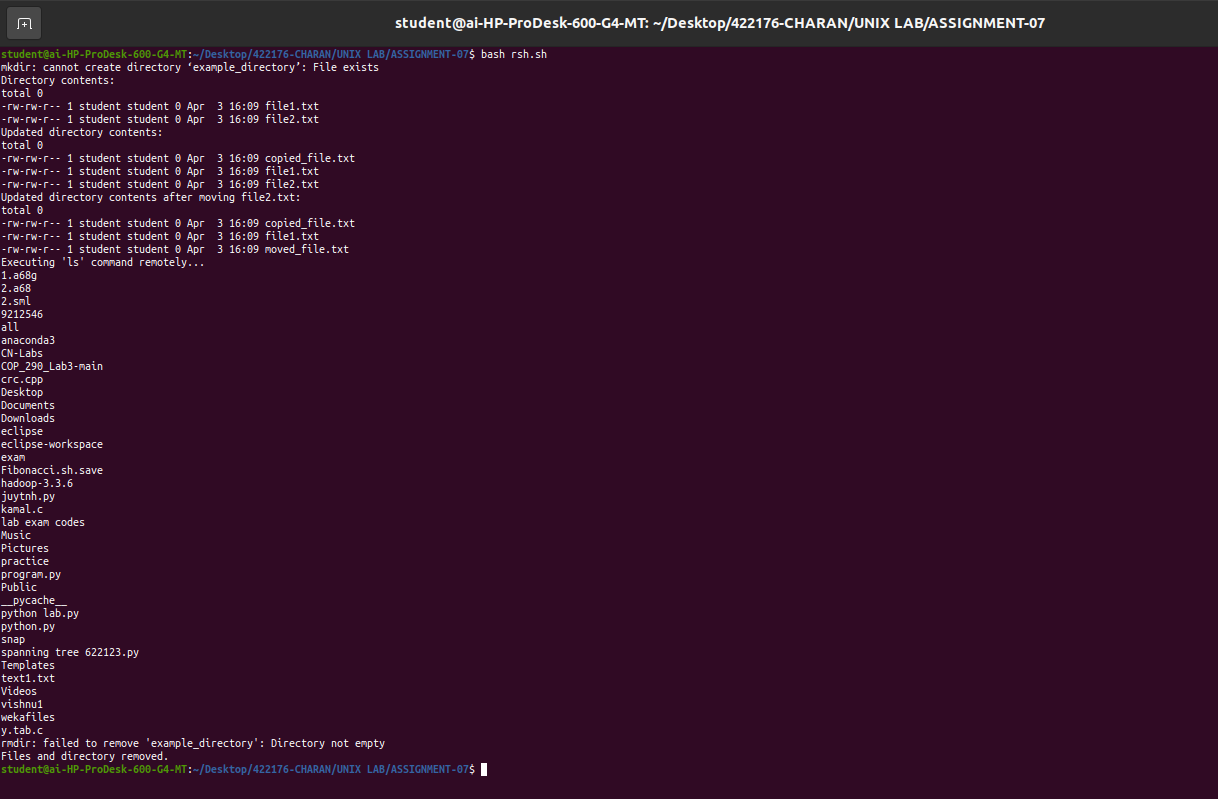 student@ai-HP-ProDesk-600-G4-MT: ~/Desktop/422176-CHARAN/UNIX LAB/ASSIGNMENT-07
student@ai-HP-ProDesk-600-G4-MT:~/Desktop/422176-CHARAN/UNIX LAB/ASSIGNMENT-07$ bash rsh.sh
mkdir: cannot create directory ‘example_directory’: File exists
Directory contents:
total 0
-rw-rw-r-- 1 student student 0 Apr  3 16:09 file1.txt
-rw-rw-r-- 1 student student 0 Apr  3 16:09 file2.txt
Updated directory contents:
total 0
-rw-rw-r-- 1 student student 0 Apr  3 16:09 copied_file.txt
-rw-rw-r-- 1 student student 0 Apr  3 16:09 file1.txt
-rw-rw-r-- 1 student student 0 Apr  3 16:09 file2.txt
Updated directory contents after moving file2.txt:
total 0
-rw-rw-r-- 1 student student 0 Apr  3 16:09 copied_file.txt
-rw-rw-r-- 1 student student 0 Apr  3 16:09 file1.txt
-rw-rw-r-- 1 student student 0 Apr  3 16:09 moved_file.txt
Executing 'ls' command remotely...
1.a68g
2.a68
2.sml
9212546
all
anaconda3
CN-Labs
COP_290_Lab3-main
crc.cpp
Desktop
Documents
Downloads
eclipse
eclipse-workspace
exam
Fibonacci.sh.save
hadoop-3.3.6
juytnh.py
kamal.c
lab exam codes
Music
Pictures
practice
program.py
Public
__pycache__
python lab.py
python.py
snap
spanning tree 622123.py
Templates
text1.txt
Videos
vishnu1
wekafiles
y.tab.c
rmdir: failed to remove 'example_directory': Directory not empty
Files and directory removed.
student@ai-HP-ProDesk-600-G4-MT:~/Desktop/422176-CHARAN/UNIX LAB/ASSIGNMENT-07$